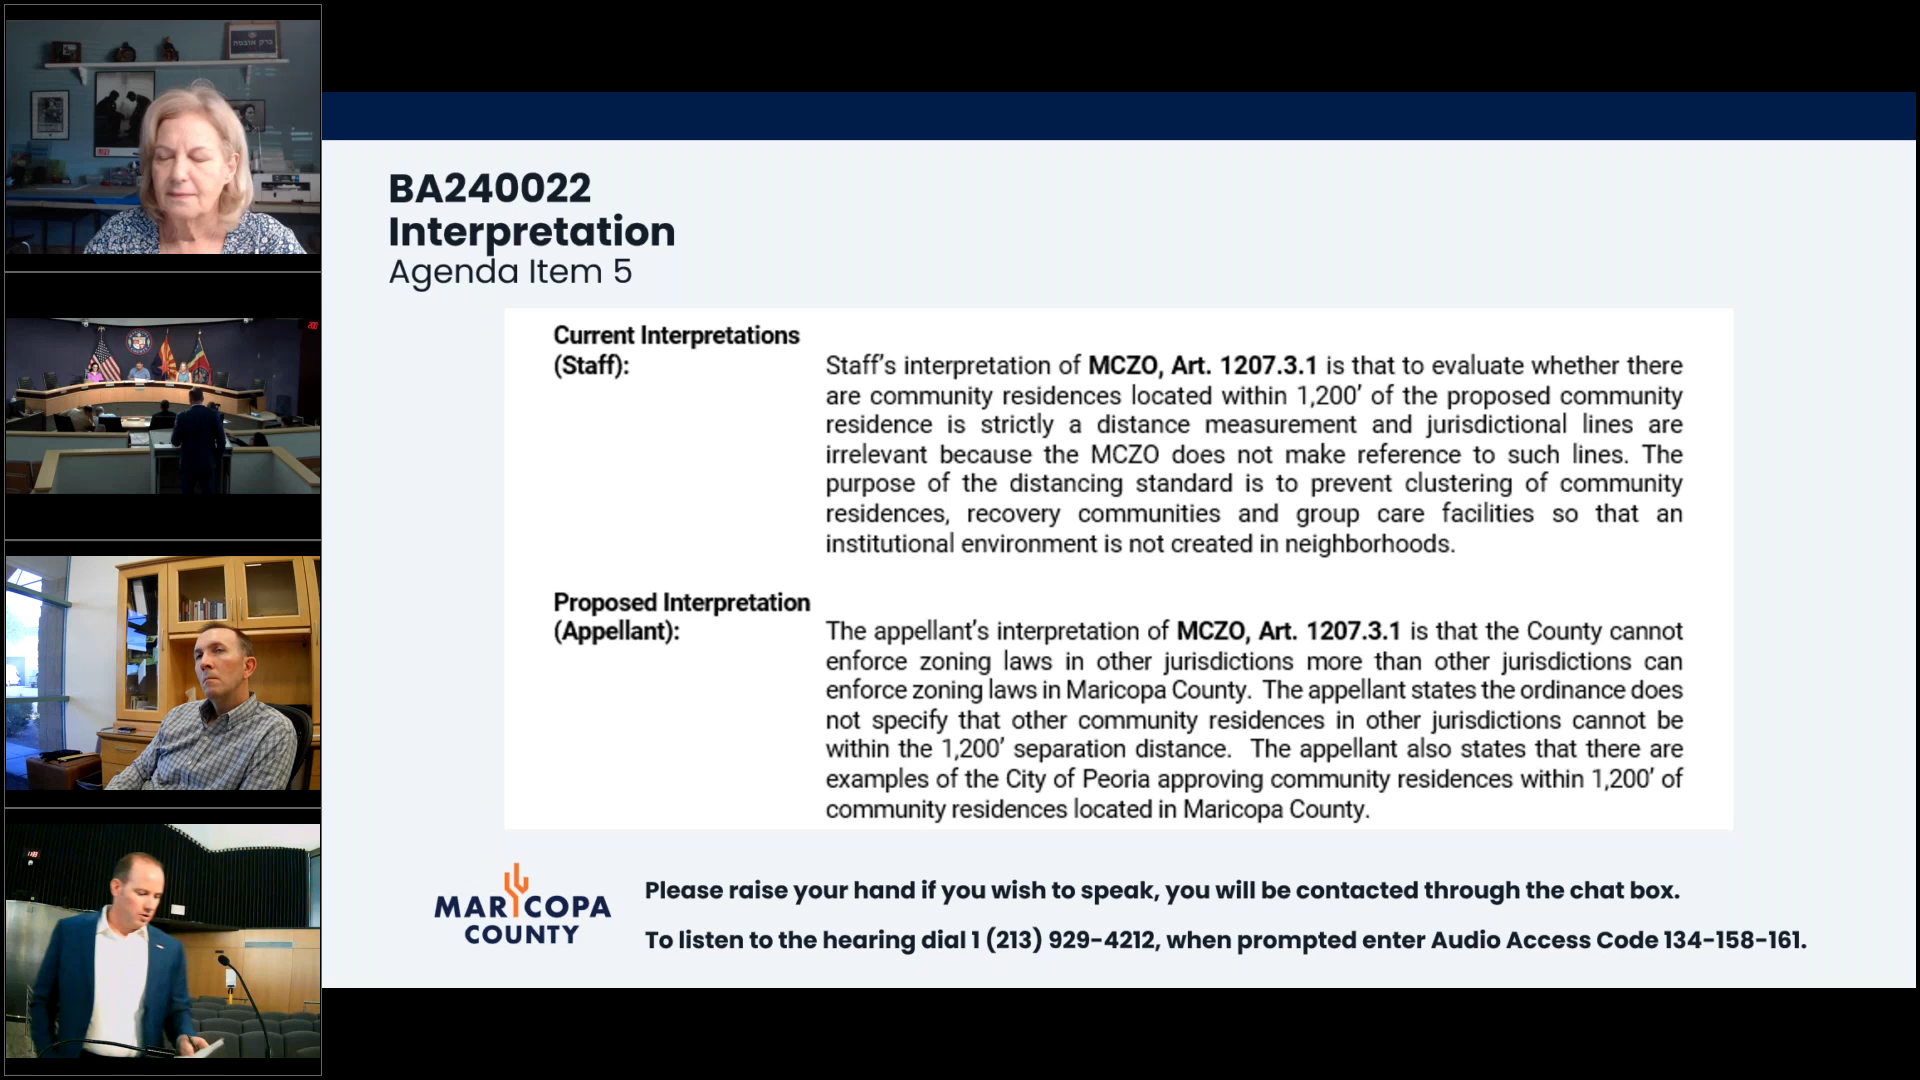 ברק אובמה
BA240022
Interpretation
Agenda Item 5
Current Interpretations
(Staff):
Staff's interpretation of MCZO, Art. 1207.3.1 is that to evaluate whether there
are community residences located within 1,200' of the proposed community
residence is strictly a distance measurement and jurisdictional lines are
irrelevant because the MCZO does not make reference to such lines. The
purpose of the distancing standard is to prevent clustering of community
residences, recovery communities and group care facilities so that an
institutional environment is not created in neighborhoods.
Proposed Interpretation
(Appellant):
The appellant's interpretation of MCZO, Art. 1207.3.1 is that the County cannot
enforce zoning laws in other jurisdictions more than other jurisdictions can
enforce zoning laws in Maricopa County. The appellant states the ordinance does
not specify that other community residences in other jurisdictions cannot be
within the 1,200' separation distance. The appellant also states that there are
examples of the City of Peoria approving community residences within 1,200' of
community residences located in Maricopa County.
MARICOPA
COUNTY
Please raise your hand if you wish to speak, you will be contacted through the chat box.
To listen to the hearing dial 1 (213) 929-4212, when prompted enter Audio Access Code 134-158-161.